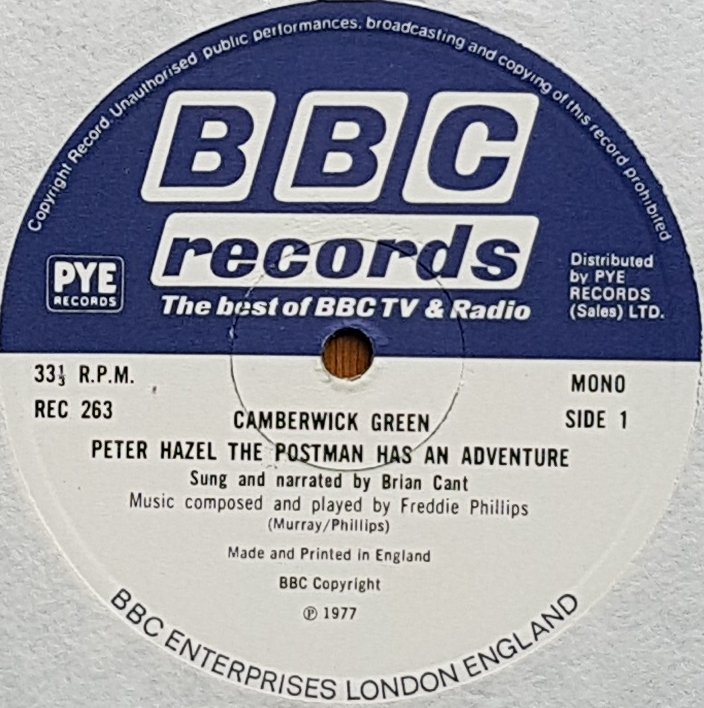 Copyright Record. Unauthorised public performances, broadcasting and copying of this record prohibited
BBC
records
The best of BBC TV & Radio
PYE
RECORDS
Distributed
by PYE
RECORDS
(Sales) LTD.
33⅓ R.P.M.
REC 263
MONO
SIDE 1
CAMBERWICK GREEN
PETER HAZEL THE POSTMAN HAS AN ADVENTURE
Sung and narrated by Brian Cant
Music composed and played by Freddie Phillips
(Murray/Phillips)
Made and Printed in England
BBC Copyright
℗ 1977
BBC ENTERPRISES LONDON ENGLAND